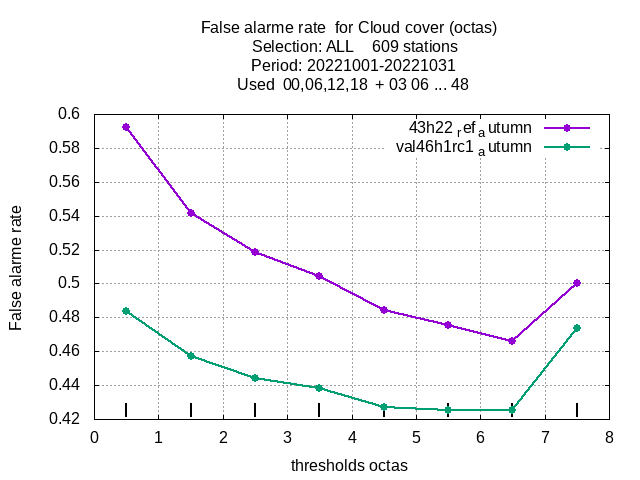 False alarme rate  for Cloud cover (octas)
Selection: ALL    609 stations
Period: 20221001-20221031
Used  00,06,12,18  + 03 06 ... 48
0.6
0.58
0.56
0.54
0.52
0.5
0.48
0.46
0.44
0.42
43h22 ref autumn
val46h1rc1 autumn
False alarme rate
0 1 2 3 4 5 6 7 8
thresholds octas